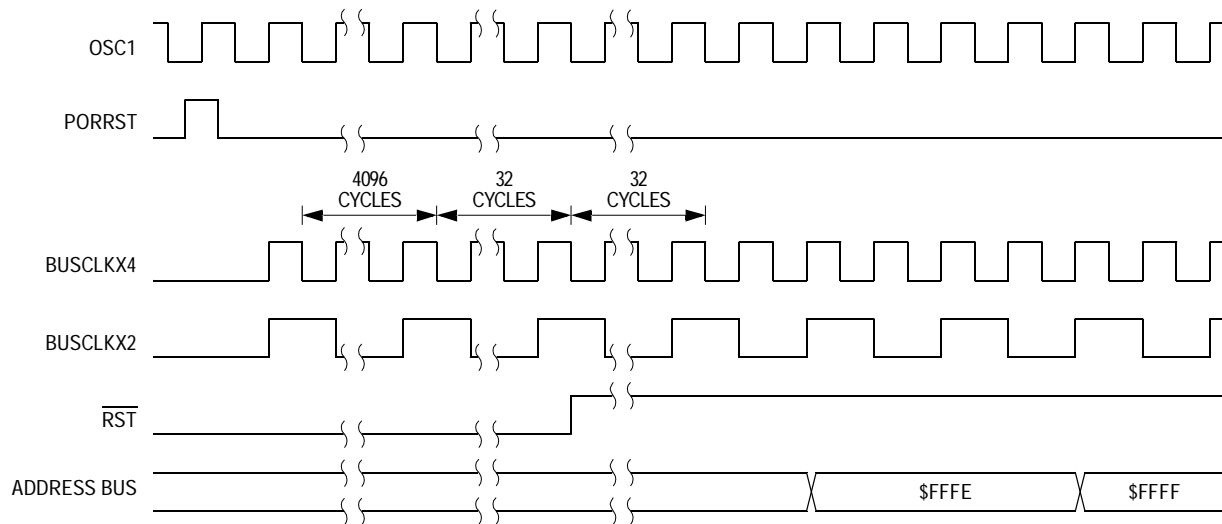 OSC1
PORRST
4096
CYCLES
32
CYCLES
32
CYCLES
BUSCLKX4
BUSCLKX2
RST
ADDRESS BUS
$FFFE
$FFFF